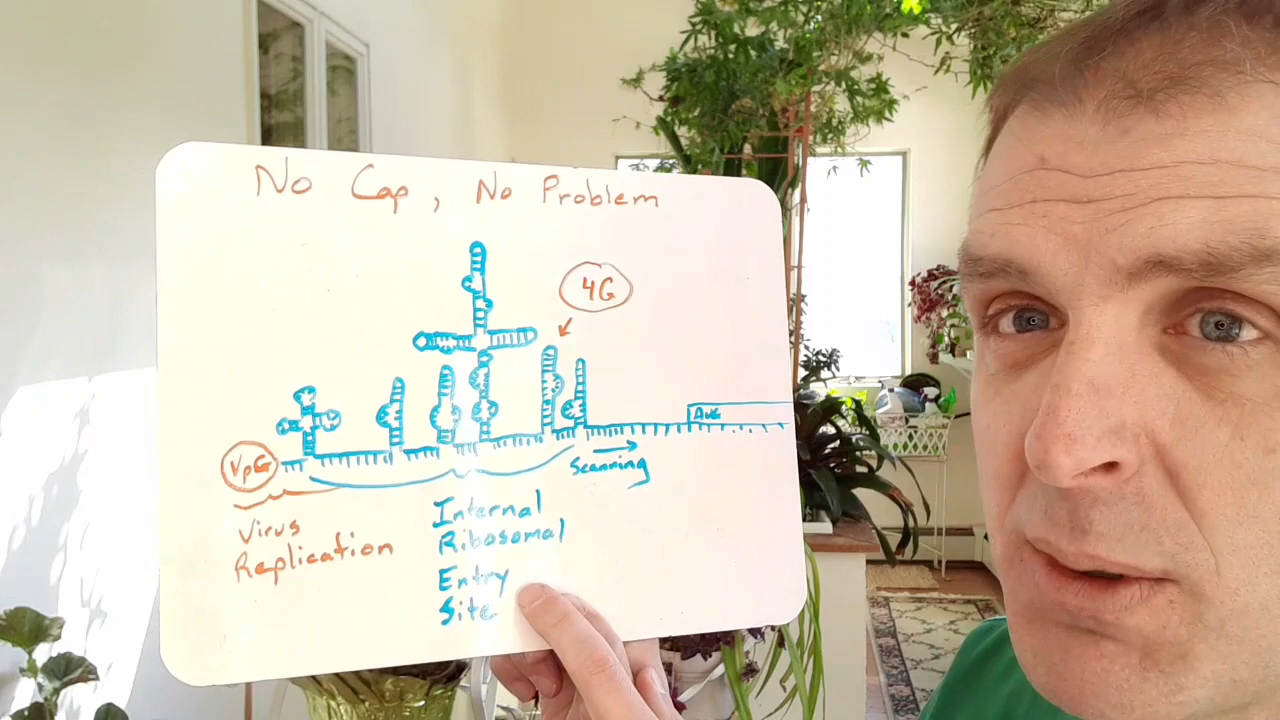 No Cap, No Problem
4G
AUG
VpG
Scanning
Virus
Replication
Internal
Ribosomal
Entry
Site